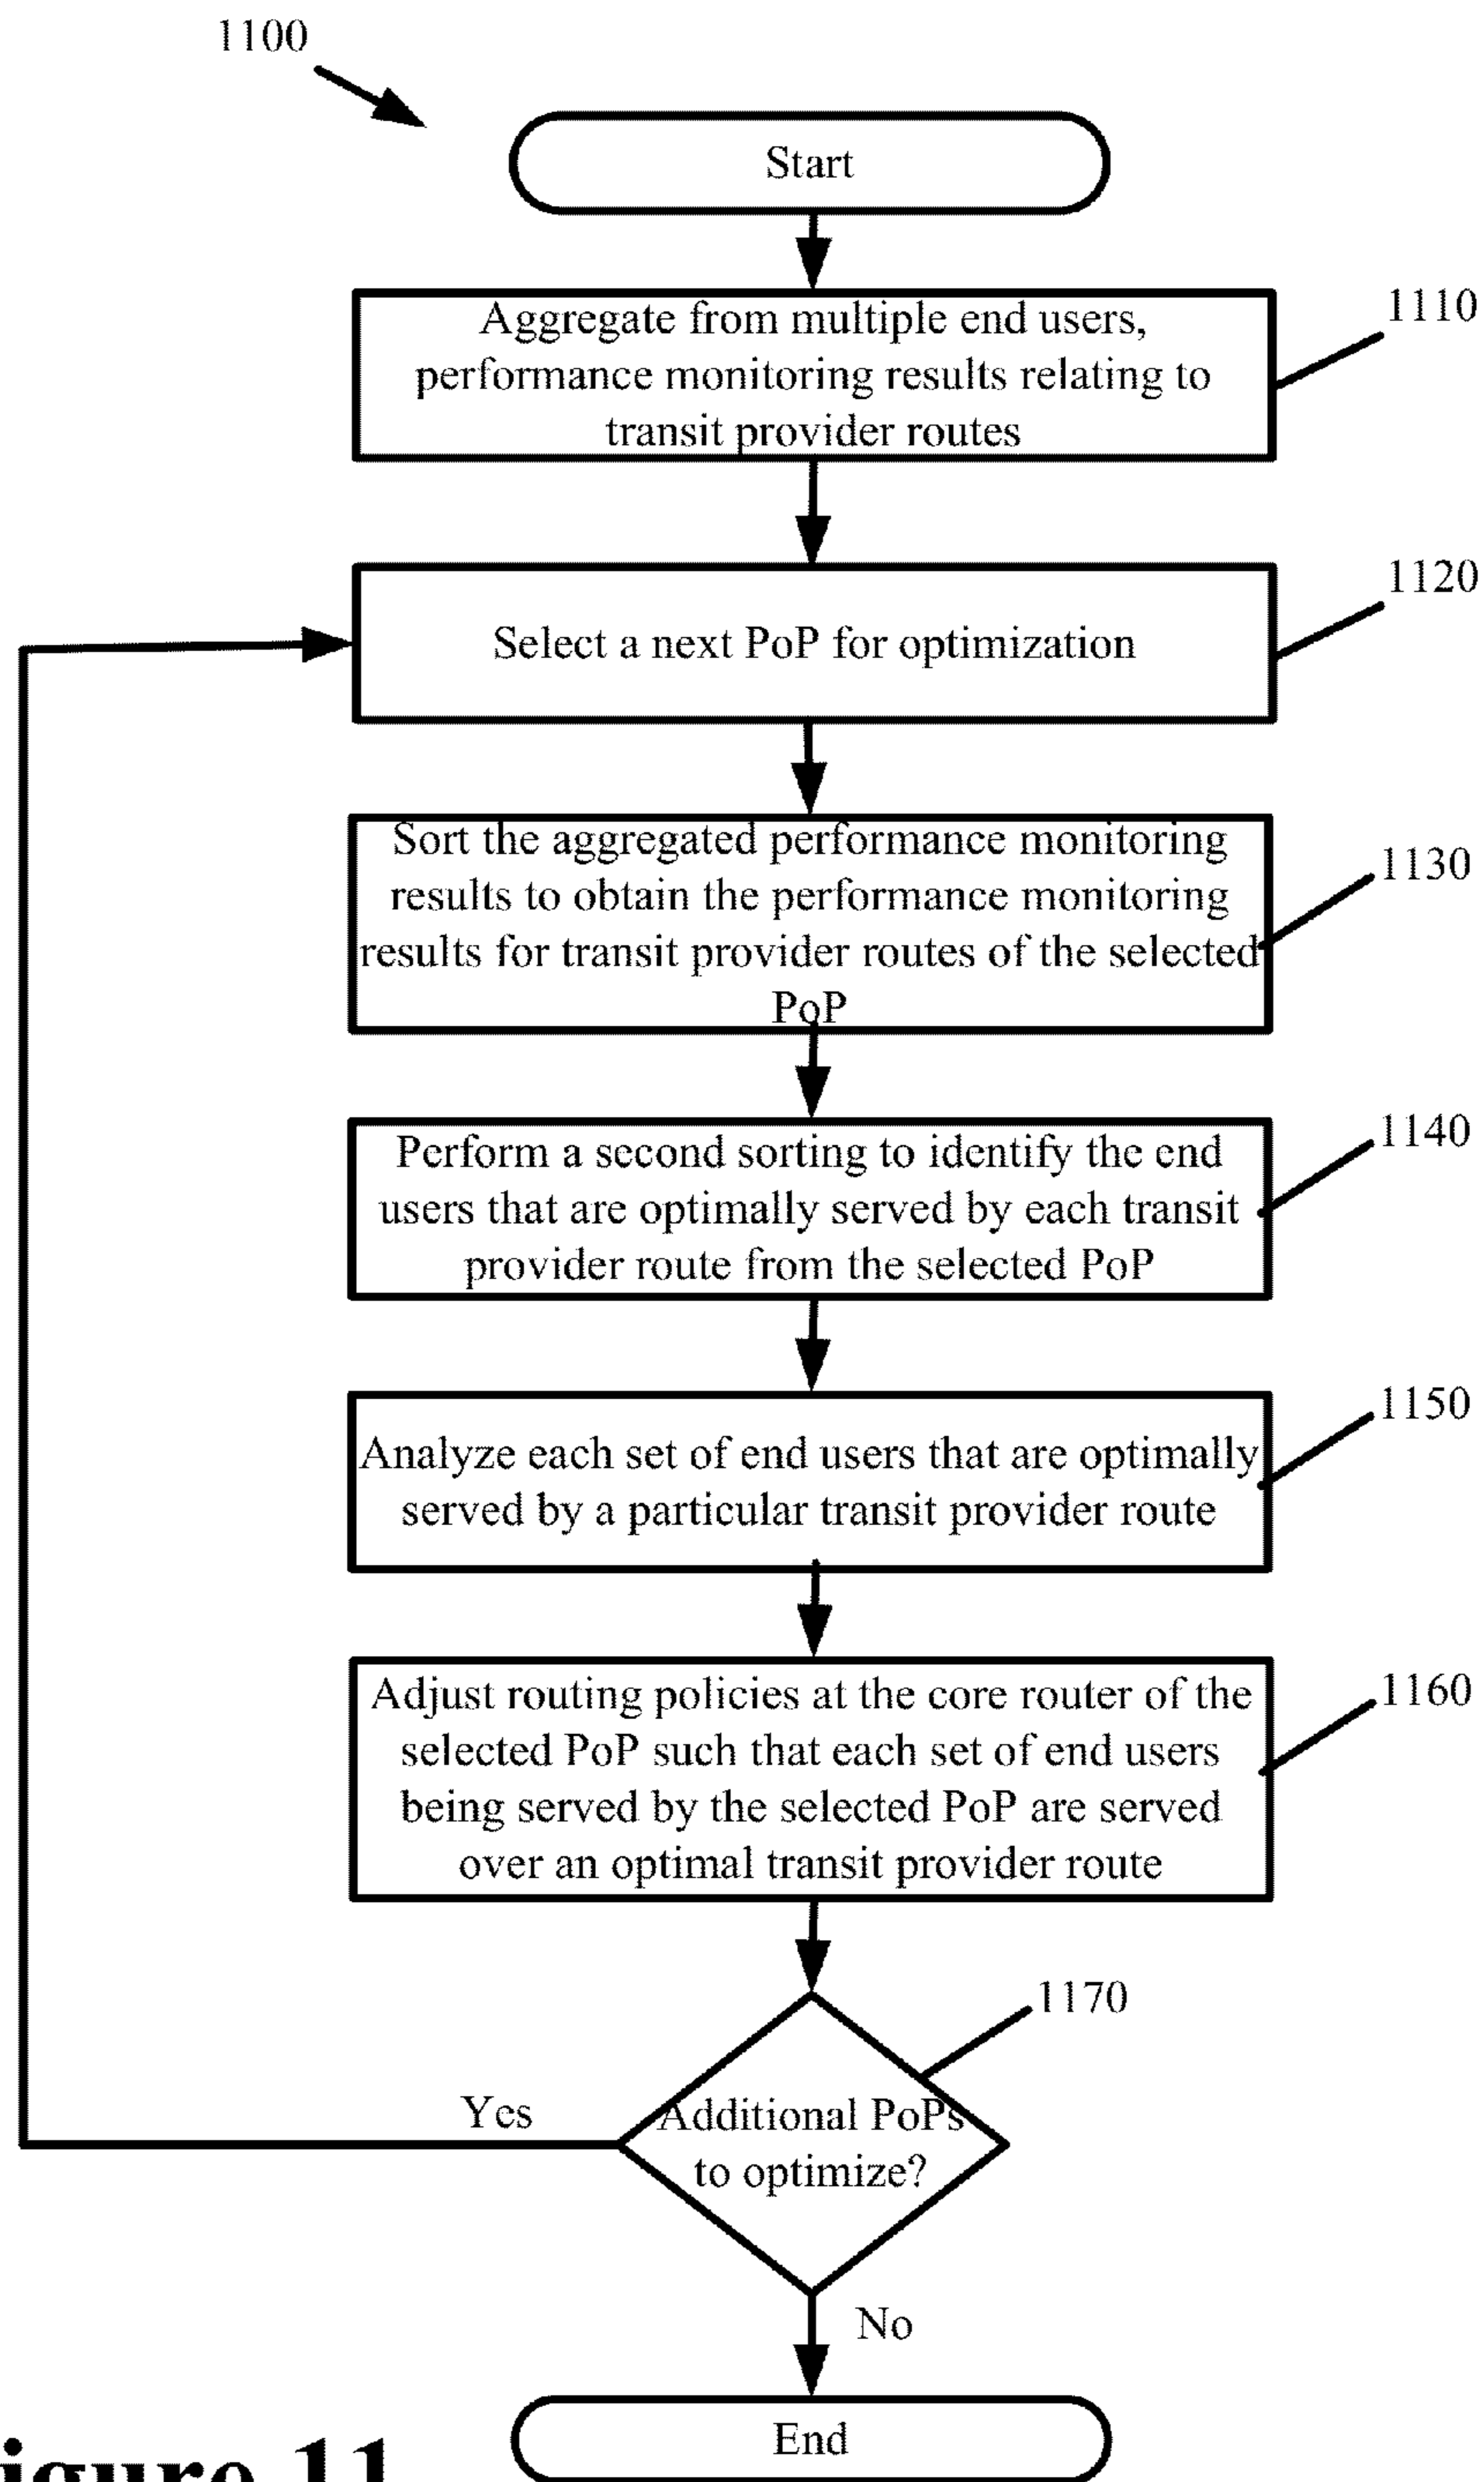 1100
Start
Aggregate from multiple end users,
performance monitoring results relating to
transit provider routes
1110
Select a next PoP for optimization
1120
Sort the aggregated performance monitoring
results to obtain the performance monitoring
results for transit provider routes of the selected
PoP
1130
Perform a second sorting to identify the end
users that are optimally served by each transit
provider route from the selected PoP
1140
Analyze each set of end users that are optimally
served by a particular transit provider route
1150
Adjust routing policies at the core router of the
selected PoP such that each set of end users
being served by the selected PoP are served
over an optimal transit provider route
1160
1170
Additional PoPs
to optimize?
Yes
No
End
igure 11